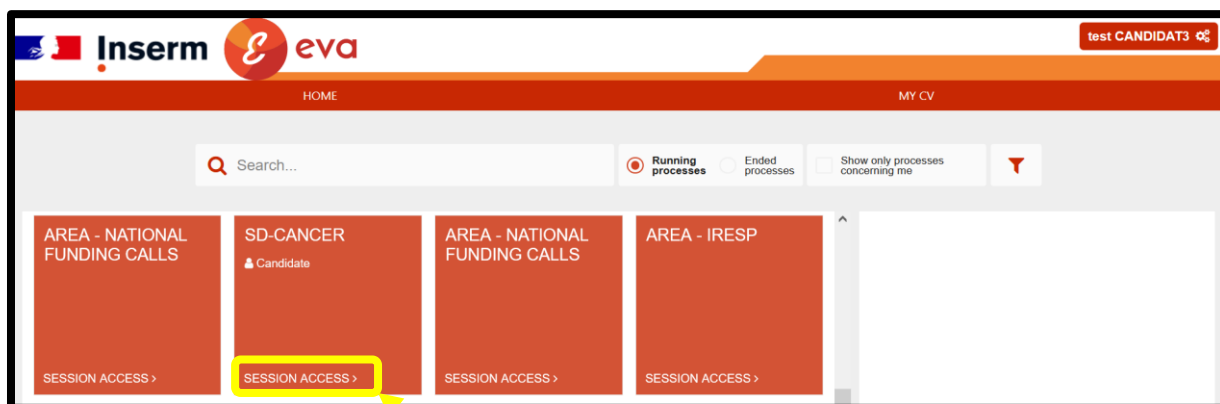 Inserm
eva
test CANDIDAT3
HOME
MY CV
Search...
Running
processes
Ended
processes
Show only processes
concerning me
AREA - NATIONAL
FUNDING CALLS
SESSION ACCESS >
SD-CANCER
Candidate
SESSION ACCESS >
AREA - NATIONAL
FUNDING CALLS
SESSION ACCESS >
AREA - IRESP
SESSION ACCESS >